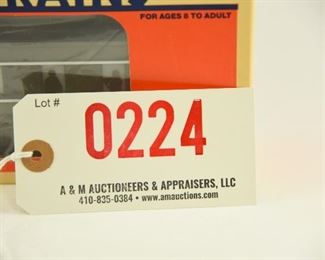 FOR AGES 8 TO ADULT
Lot #
0224
A & M AUCTIONEERS & APPRAISERS, LLC
410-835-0384 • www.amauctions.com